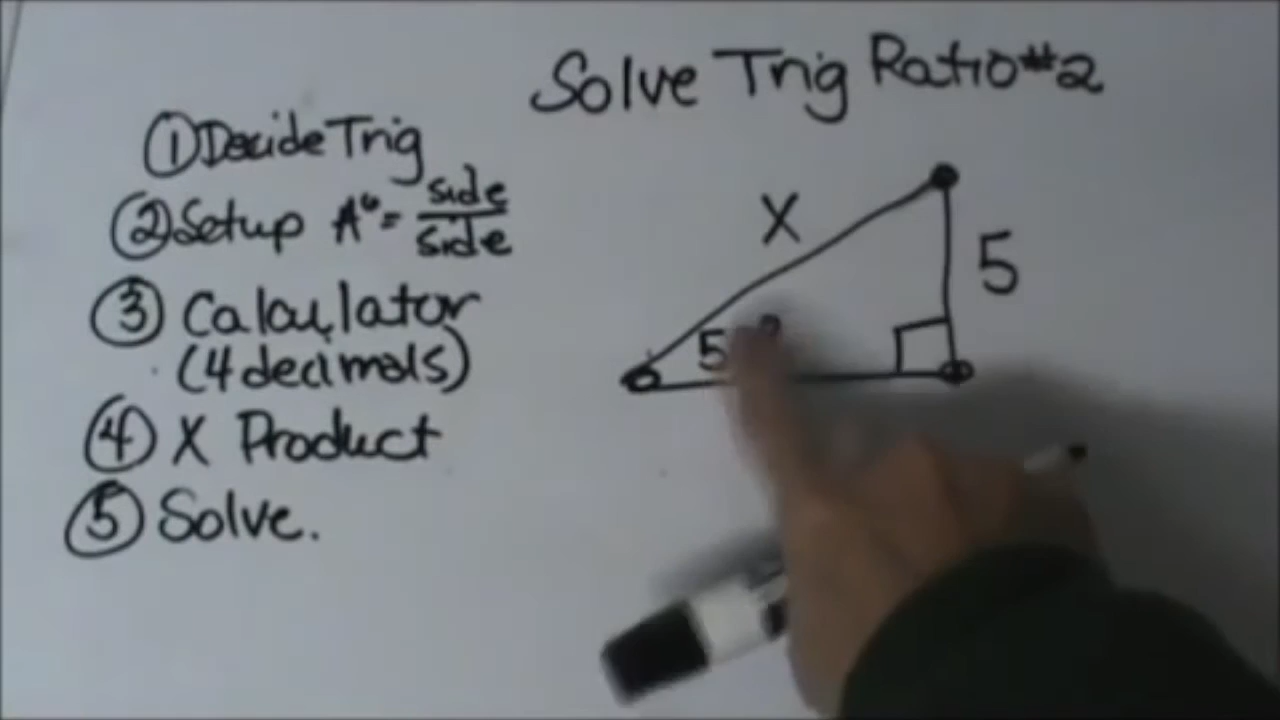 Solve Trig Ratio #2
① Decide Trig
② Setup A° = side/side
③ Calculator
(4 decimals)
④ X Product
⑤ Solve.
X
5